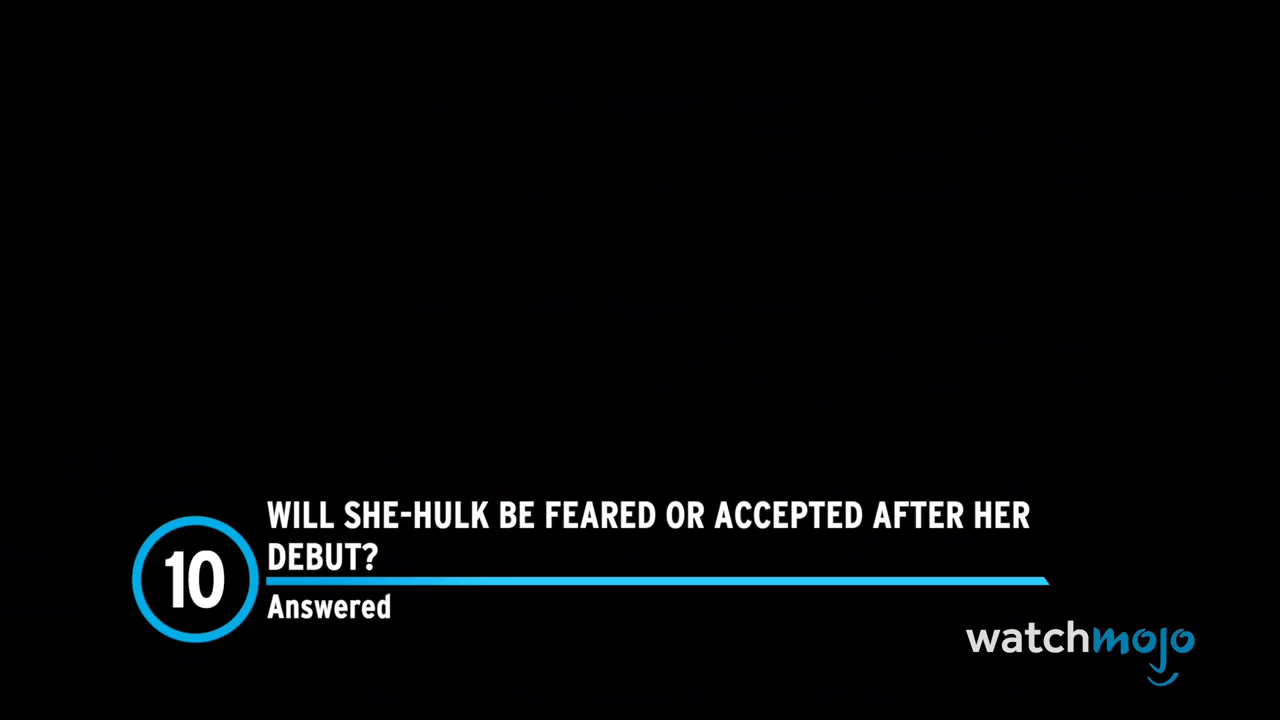 WILL SHE-HULK BE FEARED OR ACCEPTED AFTER HER
DEBUT?
10
Answered
watchmojo